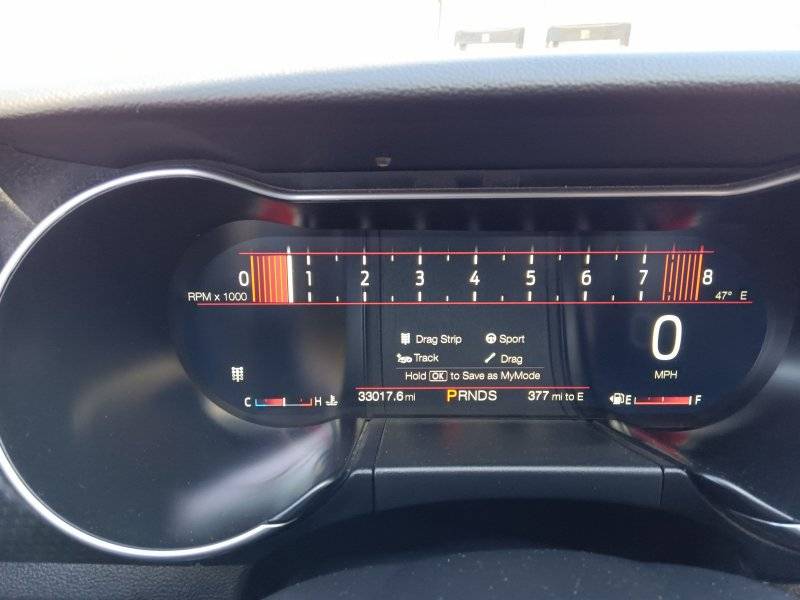 0 1 2 3 4 5 6 7 8
RPM x 1000
47° E
0
MPH
Drag Strip Sport
Track Drag
Hold OK to Save as MyMode
C H
33017.6 mi PRNDS 377 mi to E
E F